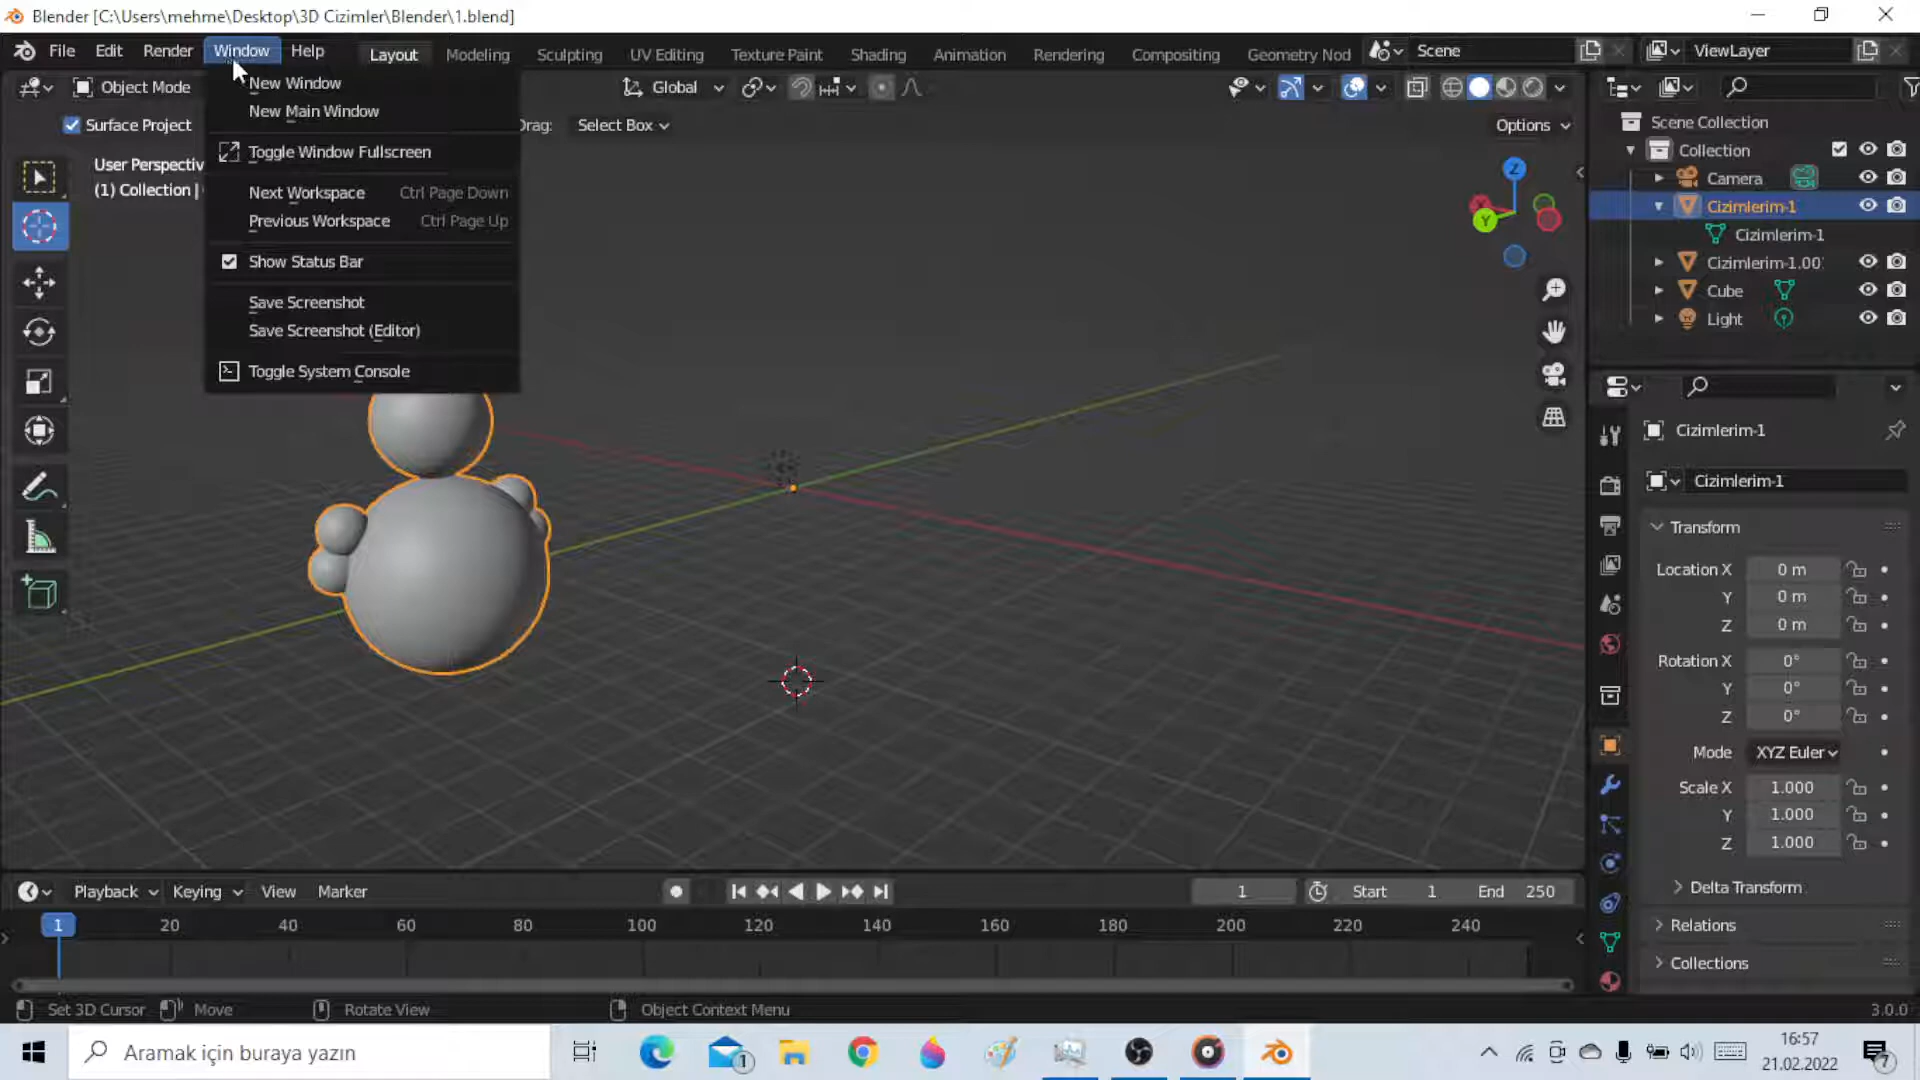 Blender [C:\Users\mehme\Desktop\3D Cizimler\Blender\1.blend]
File Edit Render Window Help Layout Modeling Sculpting UV Editing Texture Paint Shading Animation Rendering Compositing Geometry Nod Scene ViewLayer
Object Mode Global
New Window
New Main Window
Toggle Window Fullscreen
Next Workspace Ctrl Page Down
Previous Workspace Ctrl Page Up
Show Status Bar
Save Screenshot
Save Screenshot (Editor)
Toggle System Console
Surface Project Drag: Select Box Options
User Perspectiv
(1) Collection |
Z
Y
Scene Collection
Collection
Camera
Cizimlerim-1
Cizimlerim-1
Cizimlerim-1.00
Cube
Light
Cizimlerim-1
Cizimlerim-1
Transform
Location X 0 m
Y 0 m
Z 0 m
Rotation X 0°
Y 0°
Z 0°
Mode XYZ Euler
Scale X 1.000
Y 1.000
Z 1.000
Delta Transform
Relations
Collections
Playback Keying View Marker 1 Start 1 End 250
1 20 40 60 80 100 120 140 160 180 200 220 240
Set 3D Cursor Move Rotate View Object Context Menu 3.0.0
Aramak için buraya yazın 1
16:57
21.02.2022
7